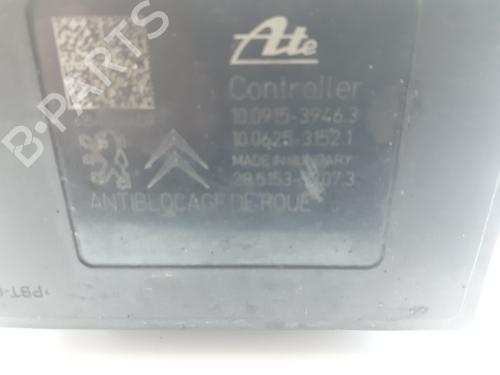 Ate
Controller
10.0915-3946.3
10.0625-3152.1
MADE IN HUNGARY
ANTIBLOCAGE DE ROUE
B-PARTS